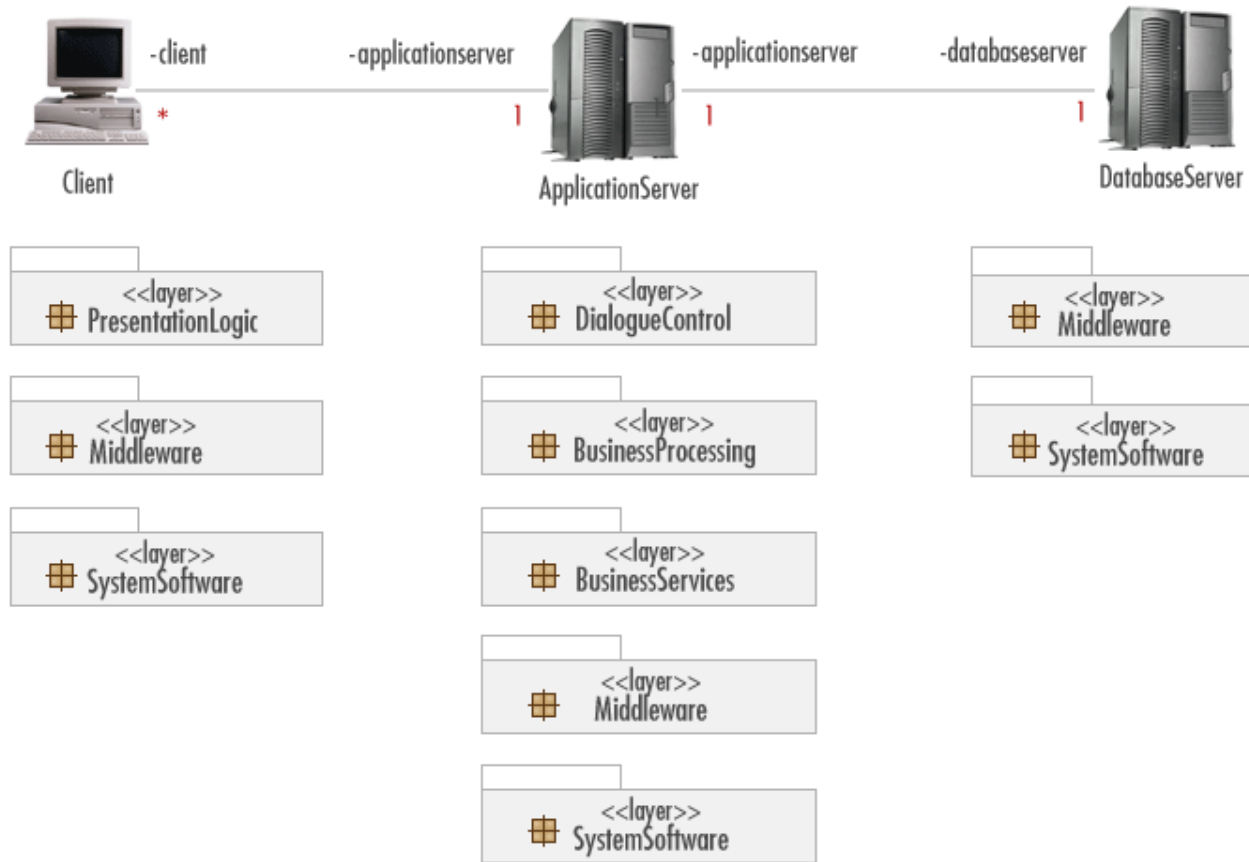 -client
-applicationserver
-applicationserver
-databaseserver
*
1
1
1
Client
ApplicationServer
DatabaseServer
<<layer>>
PresentationLogic
<<layer>>
Middleware
<<layer>>
SystemSoftware
<<layer>>
DialogueControl
<<layer>>
BusinessProcessing
<<layer>>
BusinessServices
<<layer>>
Middleware
<<layer>>
SystemSoftware
<<layer>>
Middleware
<<layer>>
SystemSoftware